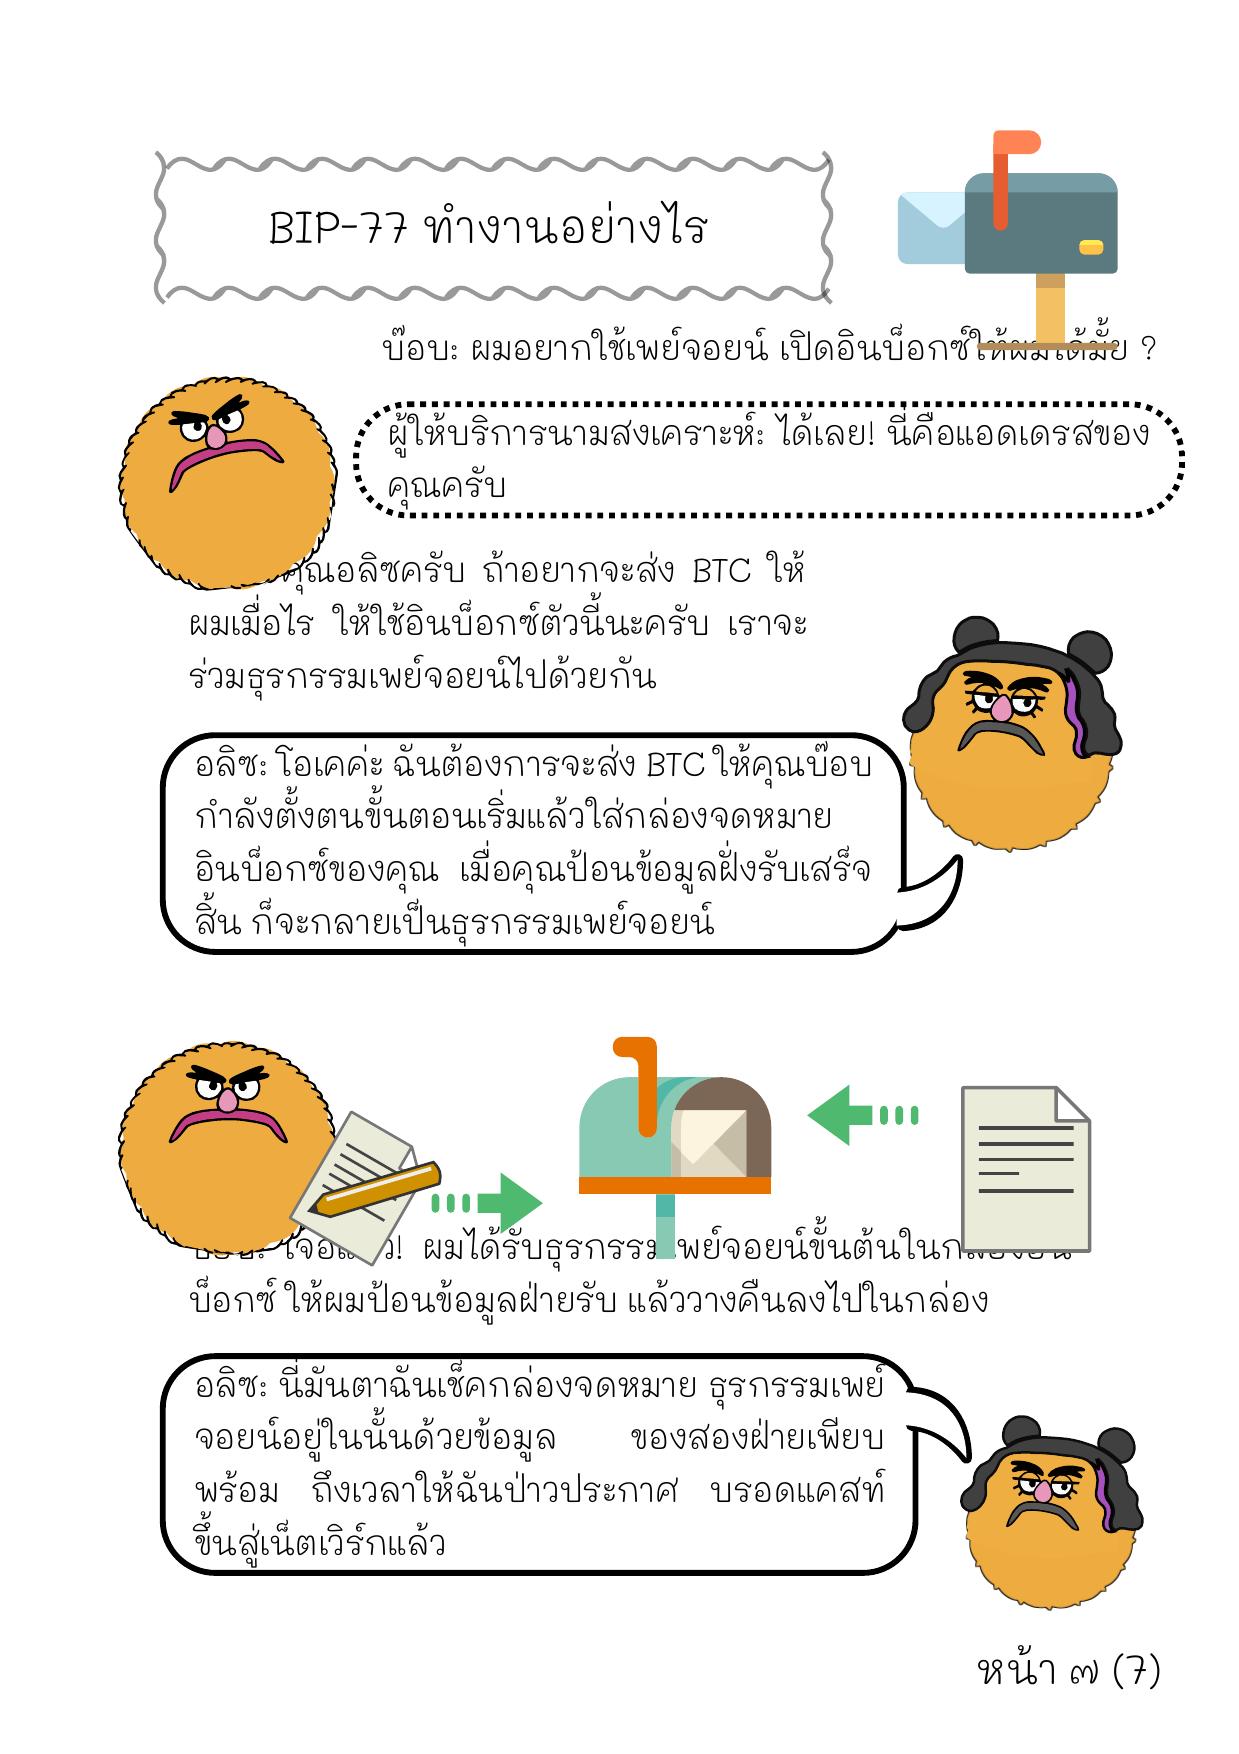 BIP-77 ทำงานอย่างไร
บ๊อบ: ผมอยากใช้เพย์จอยน์ เปิดอินบ็อกซ์ให้ผมได้มั้ย ?
ผู้ให้บริการนามสงเคราะห์: ได้เลย! นี่คือแอดเดรสของ
คุณครับ
คุณอลิซครับ ถ้าอยากจะส่ง BTC ให้
ผมเมื่อไร ให้ใช้อินบ็อกซ์ตัวนี้นะครับ เราจะ
ร่วมธุรกรรมเพย์จอยน์ไปด้วยกัน
อลิซ: โอเคค่ะ ฉันต้องการจะส่ง BTC ให้คุณบ๊อบ
กำลังตั้งตนขั้นตอนเริ่มแล้วใส่กล่องจดหมาย
อินบ็อกซ์ของคุณ เมื่อคุณป้อนข้อมูลฝั่งรับเสร็จ
สิ้น ก็จะกลายเป็นธุรกรรมเพย์จอยน์
เจอแล้ว! ผมได้รับธุรกรรมเพย์จอยน์ขั้นต้นใน
บ็อกซ์ ให้ผมป้อนข้อมูลฝ่ายรับ แล้ววางคืนลงไปในกล่อง
อลิซ: นี่มันตาฉันเช็คกล่องจดหมาย ธุรกรรมเพย์
จอยน์อยู่ในนั้นด้วยข้อมูล ของสองฝ่ายเพียบ
พร้อม ถึงเวลาให้ฉันป่าวประกาศ บรอดแคสท์
ขึ้นสู่เน็ตเวิร์กแล้ว
หน้า ๗ (7)